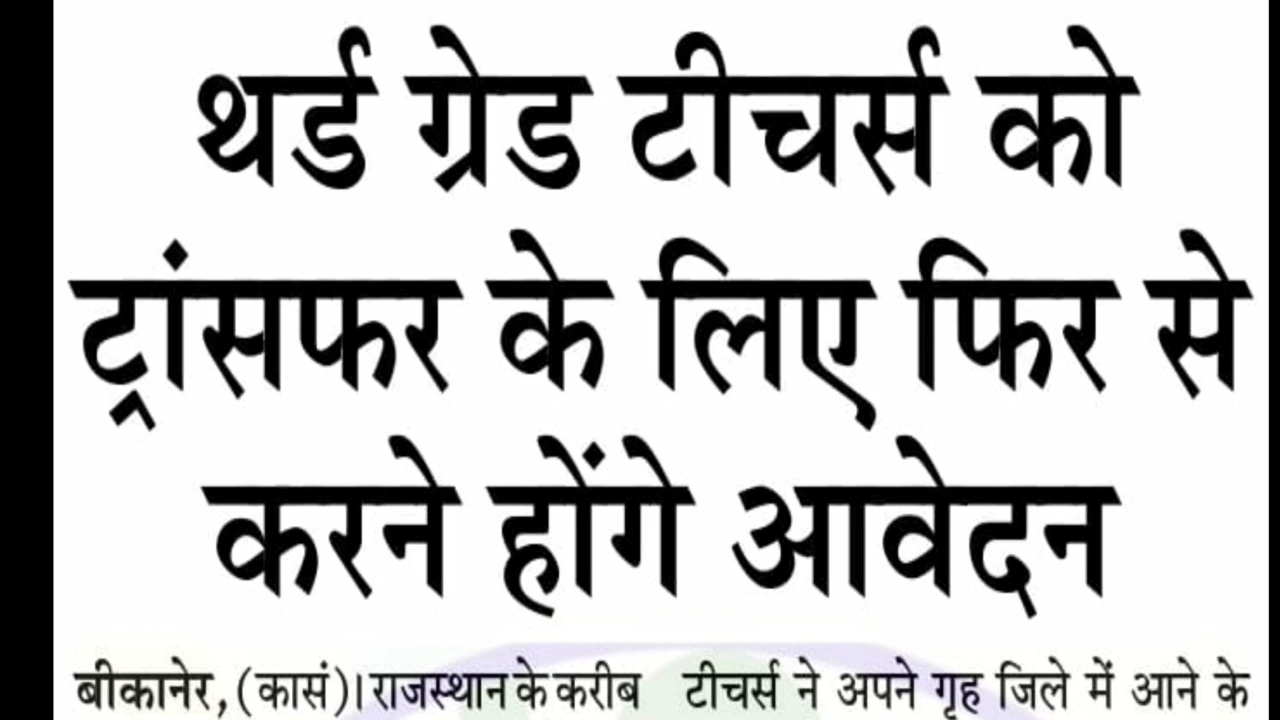 थर्ड ग्रेड टीचर्स को
ट्रांसफर के लिए फिर से
करने होंगे आवेदन
बीकानेर, (कासं)। राजस्थान के करीब
टीचर्स ने अपने गृह जिले में आने के